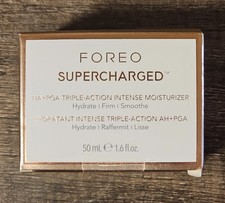 FOREO
SUPERCHARGED™
HA+PGA TRIPLE-ACTION INTENSE MOISTURIZER
Hydrate | Firm | Smoothe
HYDRATANT INTENSE TRIPLE-ACTION AH+PGA
Hydrate | Raffermit | Lisse
50 mL ℮ 1.6 fl.oz.